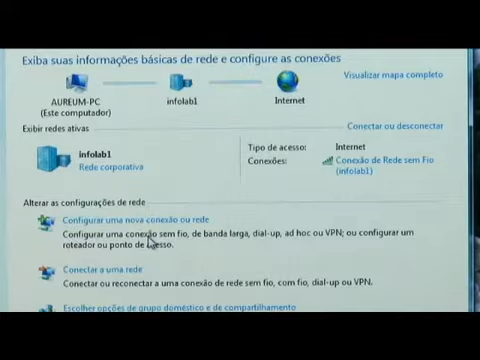 Exiba suas informações básicas de rede e configure as conexões
Visualizar mapa completo
AUREUM-PC
(Este computador)
infolab1
Internet
Exibir redes ativas
Conectar ou desconectar
infolab1
Rede corporativa
Tipo de acesso: Internet
Conexões: Conexão de Rede sem Fio
(infolab1)
Alterar as configurações de rede
Configurar uma nova conexão ou rede
Configurar uma conexão sem fio, de banda larga, dial-up, ad hoc ou VPN; ou configurar um
roteador ou ponto de acesso.
Conectar a uma rede
Conectar ou reconectar a uma conexão de rede sem fio, com fio, dial-up ou VPN.
Escolher opções de grupo doméstico e de compartilhamento